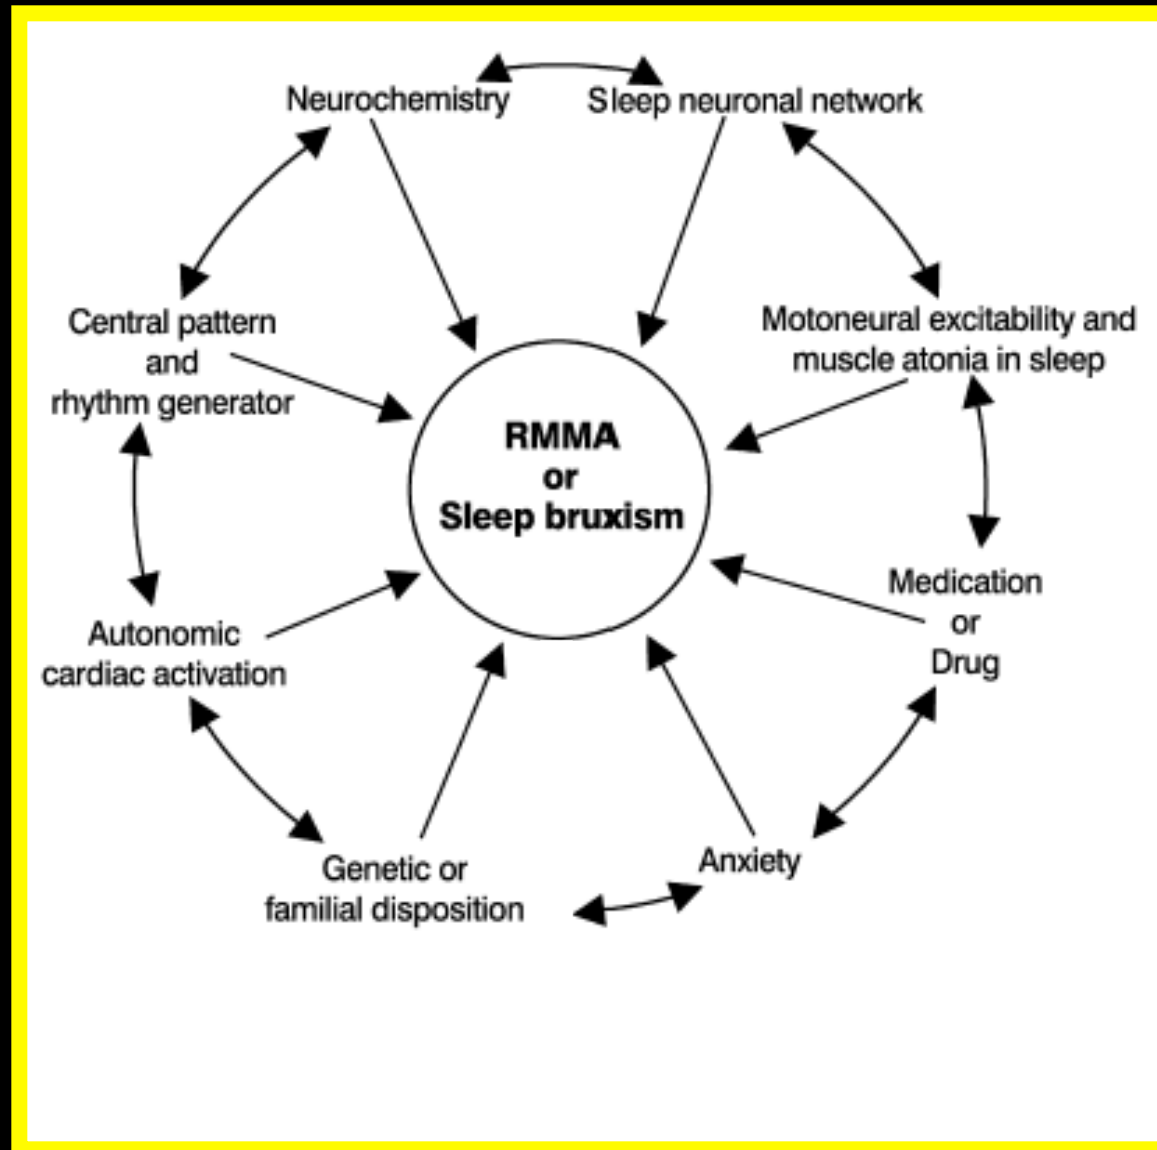 Neurochemistry
Sleep neuronal network
Central pattern
and
rhythm generator
Motoneural excitability and
muscle atonia in sleep
RMMA
or
Sleep bruxism
Medication
or
Drug
Autonomic
cardiac activation
Anxiety
Genetic or
familial disposition